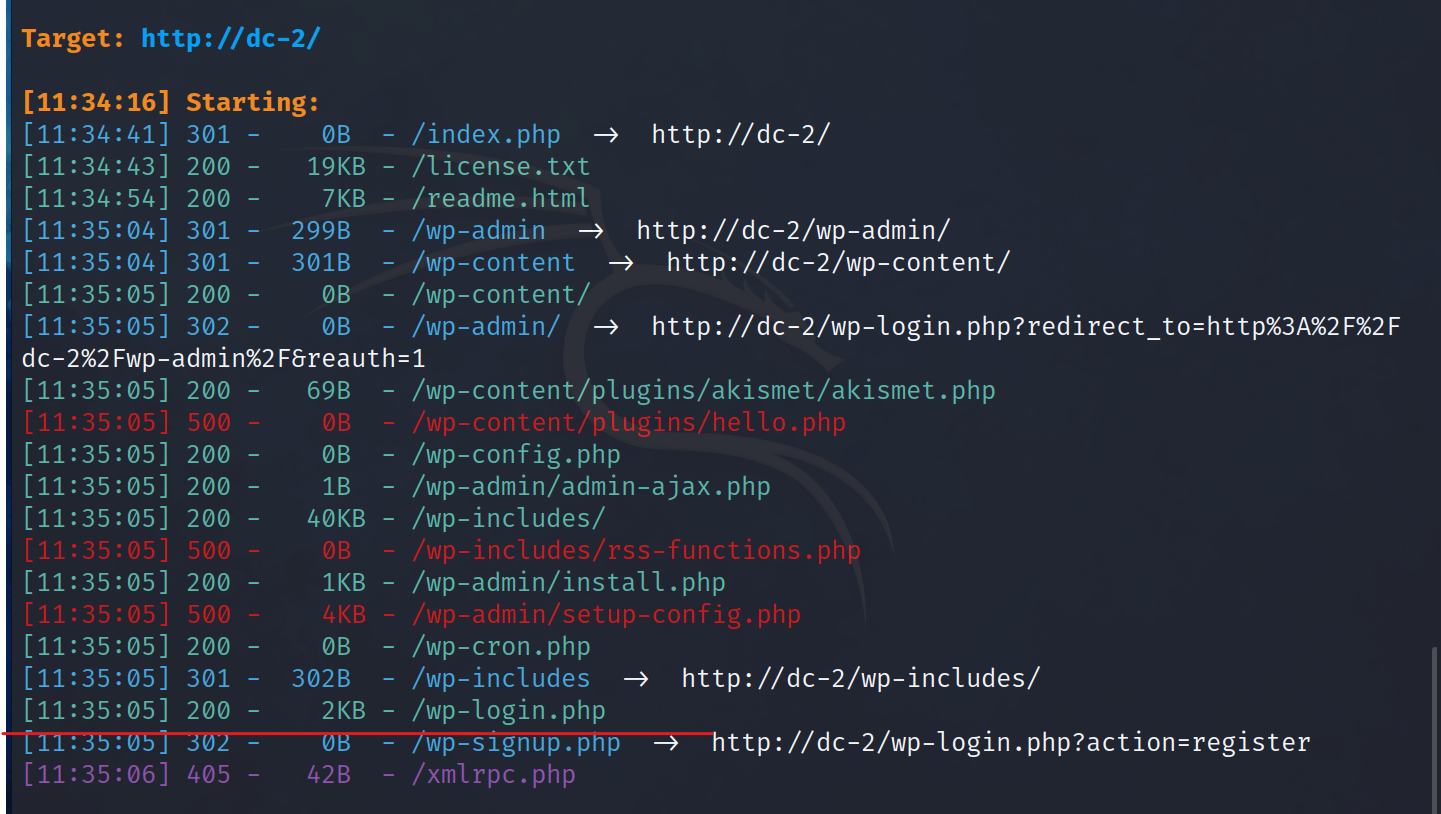 Target: http://dc-2/
[11:34:16] Starting:
[11:34:41] 301 -    0B  - /index.php  →  http://dc-2/
[11:34:43] 200 -   19KB - /license.txt
[11:34:54] 200 -    7KB - /readme.html
[11:35:04] 301 -  299B  - /wp-admin  →  http://dc-2/wp-admin/
[11:35:04] 301 -  301B  - /wp-content  →  http://dc-2/wp-content/
[11:35:05] 200 -    0B  - /wp-content/
[11:35:05] 302 -    0B  - /wp-admin/  →  http://dc-2/wp-login.php?redirect_to=http%3A%2F%2F
dc-2%2Fwp-admin%2F&reauth=1
[11:35:05] 200 -   69B  - /wp-content/plugins/akismet/akismet.php
[11:35:05] 500 -    0B  - /wp-content/plugins/hello.php
[11:35:05] 200 -    0B  - /wp-config.php
[11:35:05] 200 -    1B  - /wp-admin/admin-ajax.php
[11:35:05] 200 -   40KB - /wp-includes/
[11:35:05] 500 -    0B  - /wp-includes/rss-functions.php
[11:35:05] 200 -    1KB - /wp-admin/install.php
[11:35:05] 500 -    4KB - /wp-admin/setup-config.php
[11:35:05] 200 -    0B  - /wp-cron.php
[11:35:05] 301 -  302B  - /wp-includes  →  http://dc-2/wp-includes/
[11:35:05] 200 -    2KB - /wp-login.php
[11:35:05] 302 -    0B  - /wp-signup.php  →  http://dc-2/wp-login.php?action=register
[11:35:06] 405 -   42B  - /xmlrpc.php